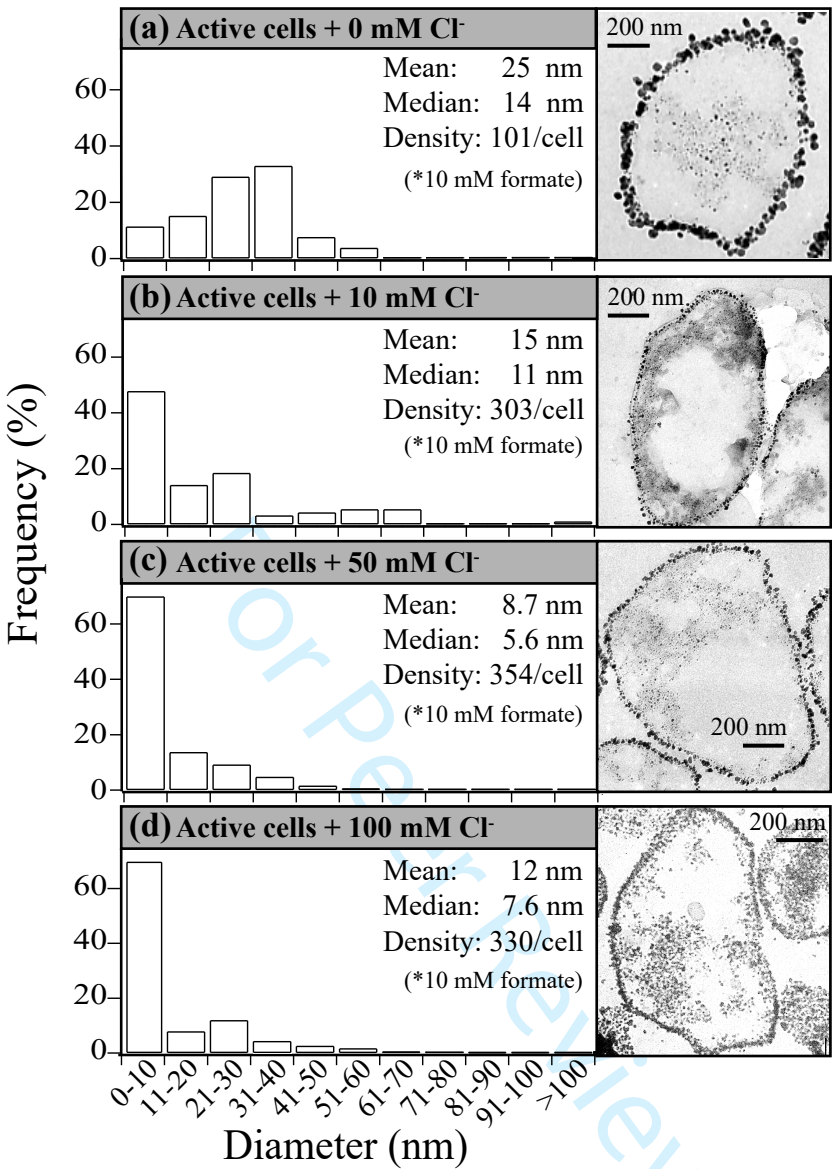 (a) Active cells + 0 mM Cl-
200 nm
Mean: 25 nm
Median: 14 nm
Density: 101/cell
(*10 mM formate)
60
40
20
0
(b) Active cells + 10 mM Cl-
200 nm
Mean: 15 nm
Median: 11 nm
Density: 303/cell
(*10 mM formate)
60
40
20
0
(c) Active cells + 50 mM Cl-
Mean: 8.7 nm
Median: 5.6 nm
Density: 354/cell
(*10 mM formate)
200 nm
60
40
20
0
(d) Active cells + 100 mM Cl-
200 nm
Mean: 12 nm
Median: 7.6 nm
Density: 330/cell
(*10 mM formate)
60
40
20
0
Frequency (%)
0-10
11-20
21-30
31-40
41-50
51-60
61-70
71-80
81-90
91-100
>100
Diameter (nm)
or Peer Review